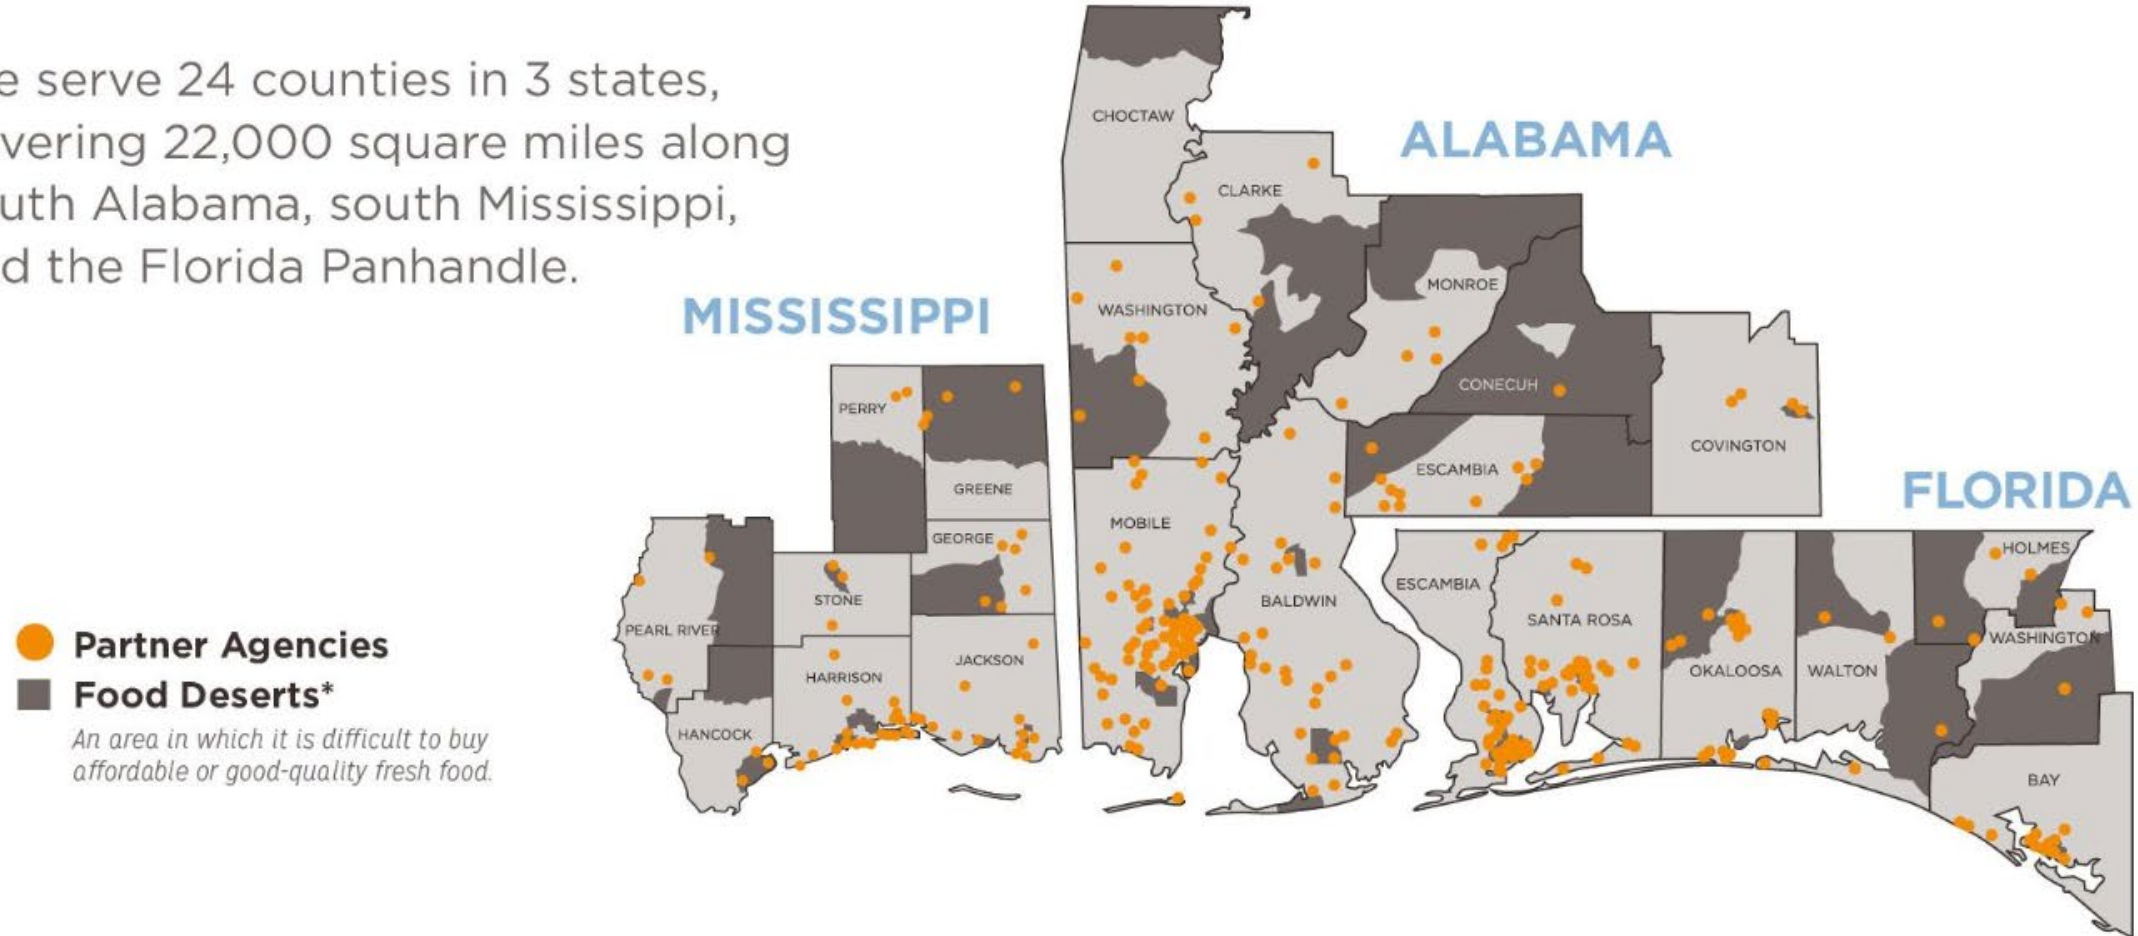 e serve 24 counties in 3 states,
vering 22,000 square miles along
uth Alabama, south Mississippi,
d the Florida Panhandle.
ALABAMA
MISSISSIPPI
FLORIDA
CHOCTAW
CLARKE
WASHINGTON
MONROE
CONECUH
COVINGTON
ESCAMBIA
MOBILE
BALDWIN
PERRY
GREENE
GEORGE
STONE
PEARL RIVER
HARRISON
JACKSON
HANCOCK
ESCAMBIA
SANTA ROSA
OKALOOSA
WALTON
HOLMES
WASHINGTON
BAY
Partner Agencies
Food Deserts*
An area in which it is difficult to buy
affordable or good-quality fresh food.